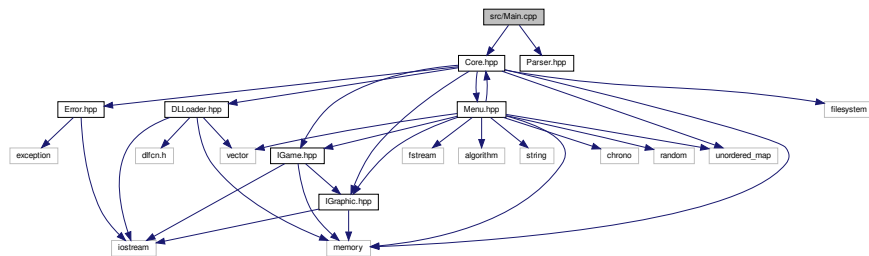 src/Main.cpp
Core.hpp
Parser.hpp
Error.hpp
DLLoader.hpp
Menu.hpp
filesystem
exception
dlfcn.h
vector
IGame.hpp
fstream
algorithm
string
chrono
random
unordered_map
IGraphic.hpp
iostream
memory